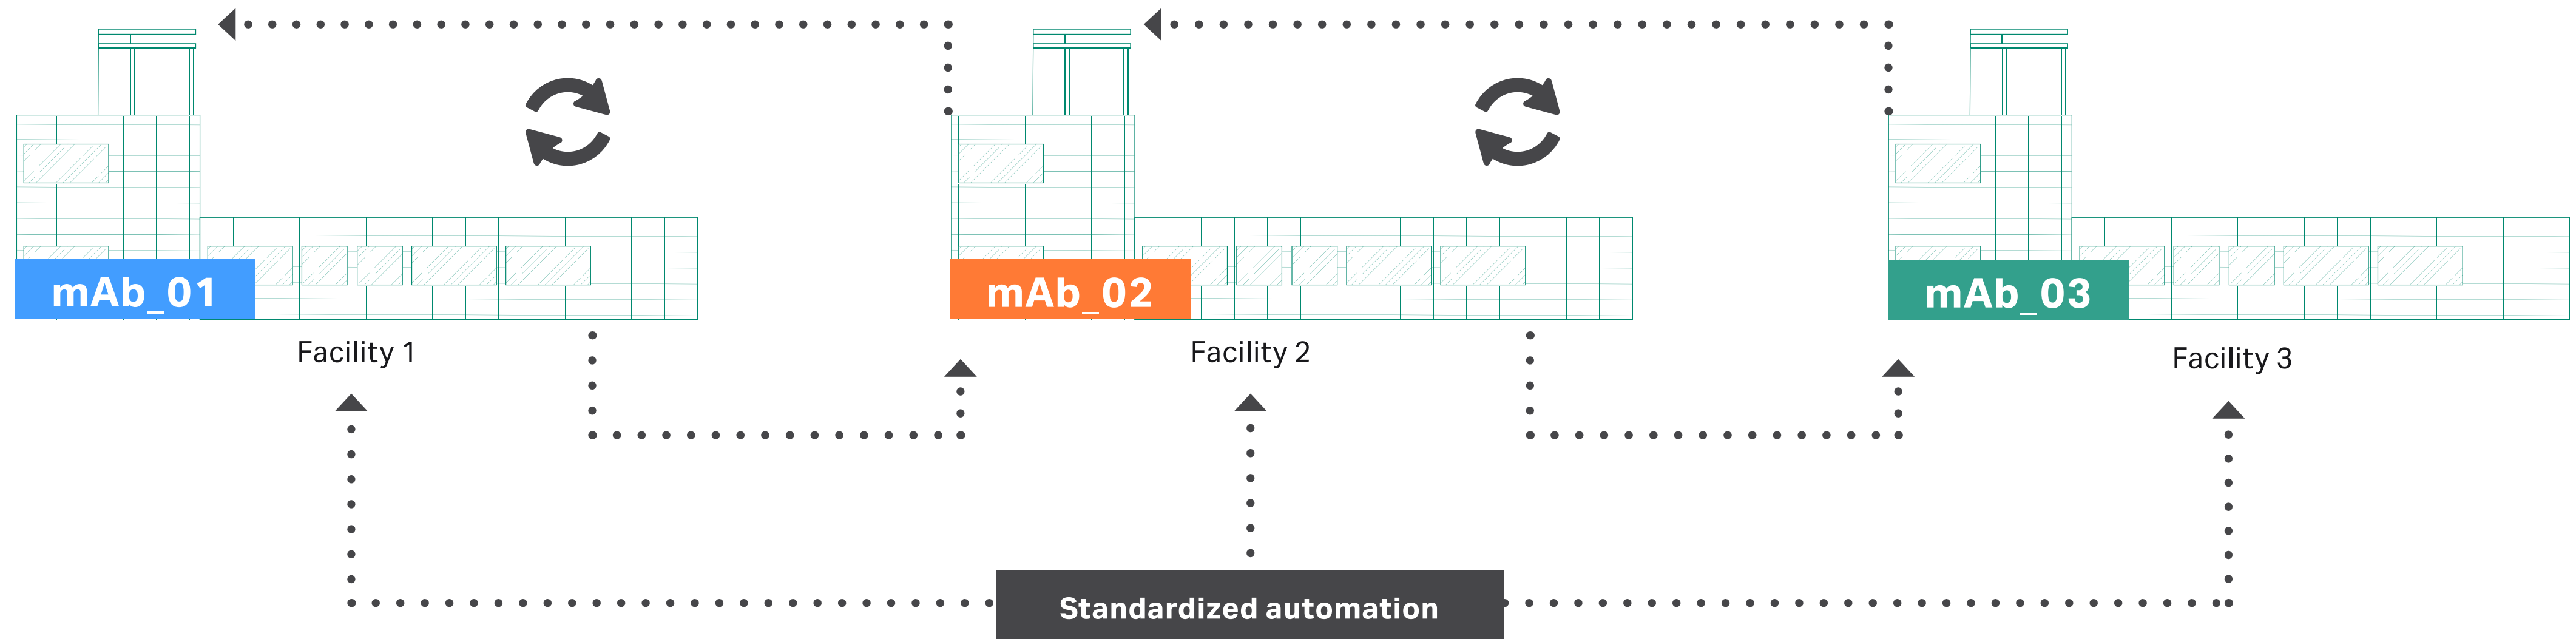 mAb_01
mAb_02
mAb_03
Facility 1
Facility 2
Facility 3
Standardized automation